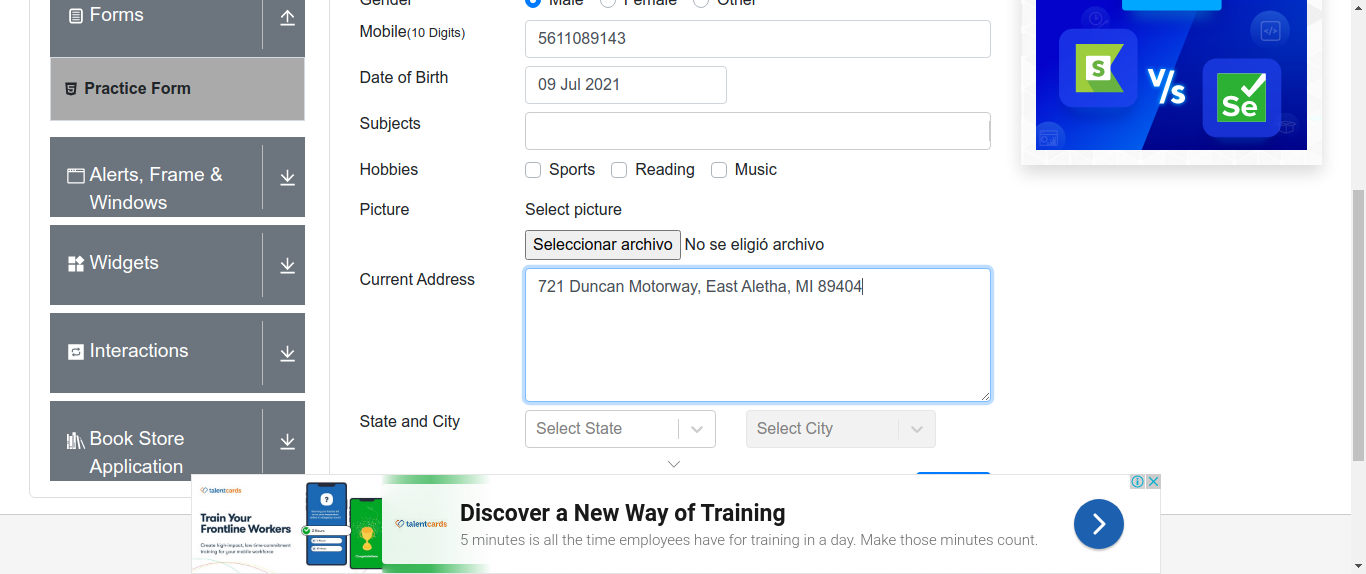 Forms
Practice Form
Alerts, Frame &
Windows
Widgets
Interactions
Book Store
Application
Gender
Male Female Other
Mobile(10 Digits)
5611089143
Date of Birth
09 Jul 2021
Subjects
Hobbies
Sports Reading Music
Picture
Select picture
Seleccionar archivo No se eligió archivo
Current Address
721 Duncan Motorway, East Aletha, MI 89404
State and City
Select State
Select City
S
V/s
Se
talentcards
Train Your
Frontline Workers
Create high-impact, low time-commitment
training for your mobile workforce
talentcards
Discover a New Way of Training
5 minutes is all the time employees have for training in a day. Make those minutes count.